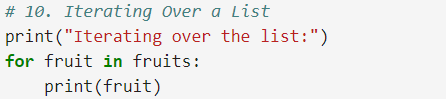 # 10. Iterating Over a List
print("Iterating over the list:")
for fruit in fruits:
    print(fruit)